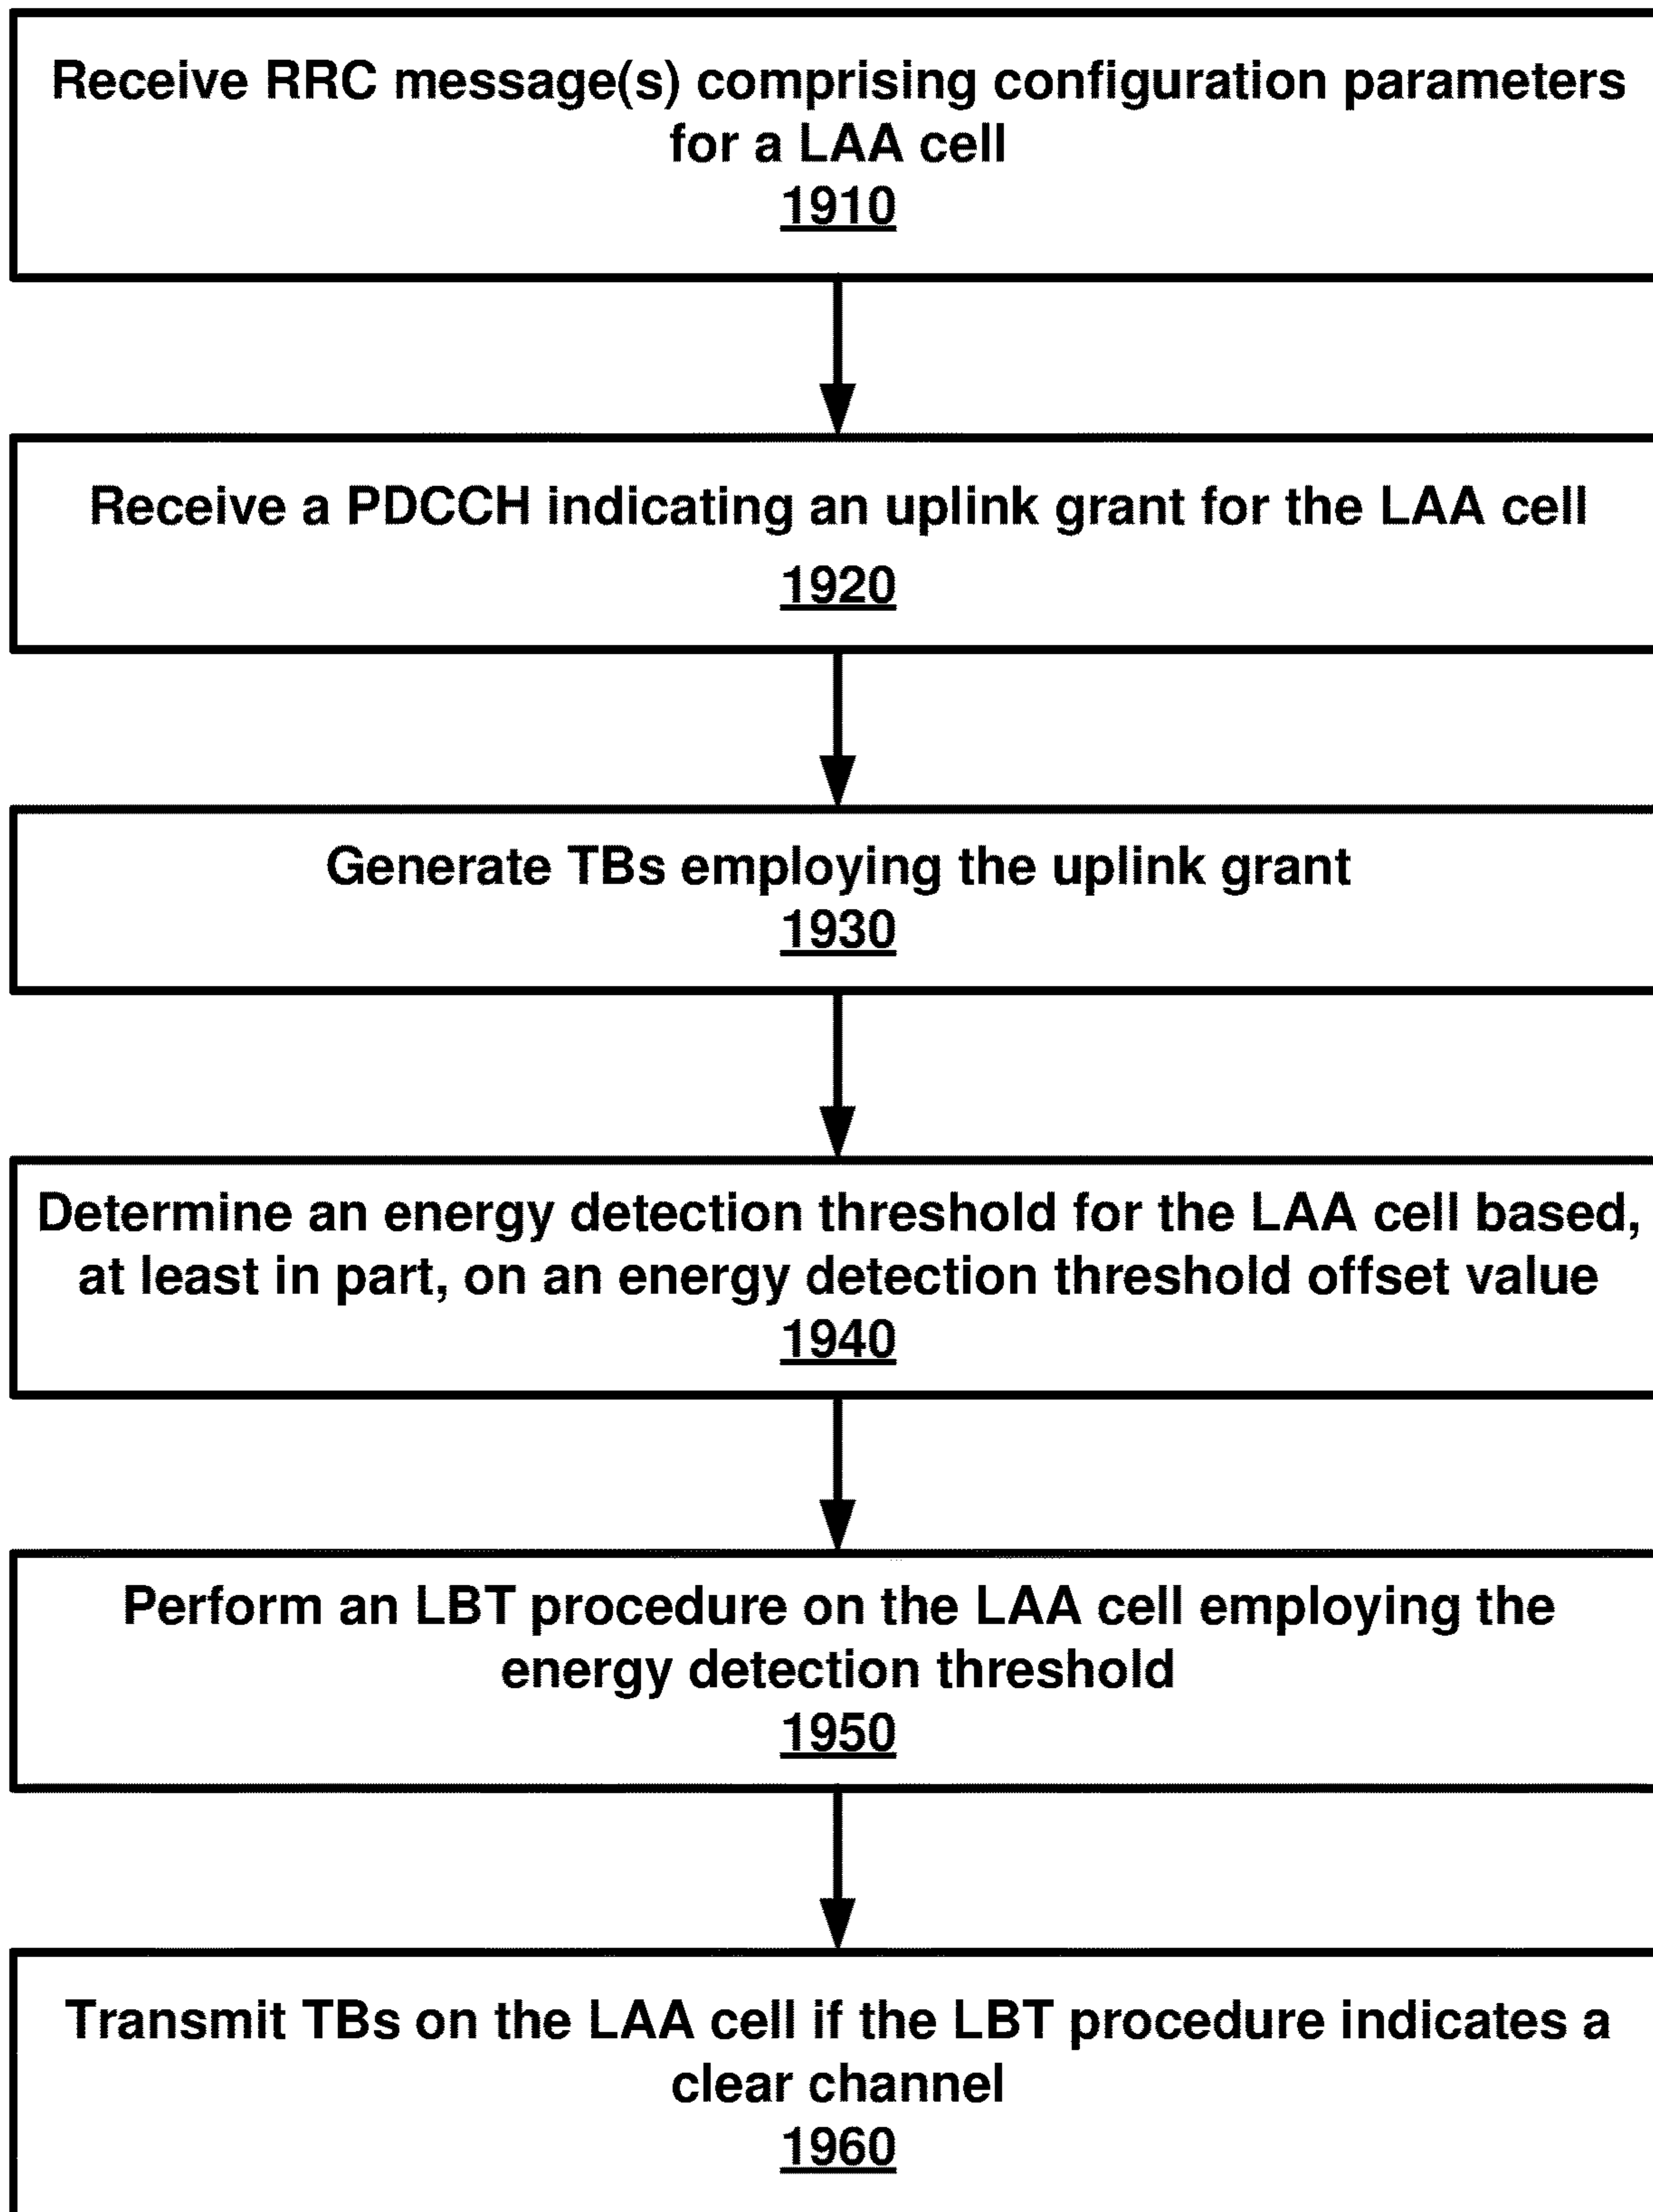 Receive RRC message(s) comprising configuration parameters
for a LAA cell
1910
Receive a PDCCH indicating an uplink grant for the LAA cell
1920
Generate TBs employing the uplink grant
1930
Determine an energy detection threshold for the LAA cell based,
at least in part, on an energy detection threshold offset value
1940
Perform an LBT procedure on the LAA cell employing the
energy detection threshold
1950
Transmit TBs on the LAA cell if the LBT procedure indicates a
clear channel
1960